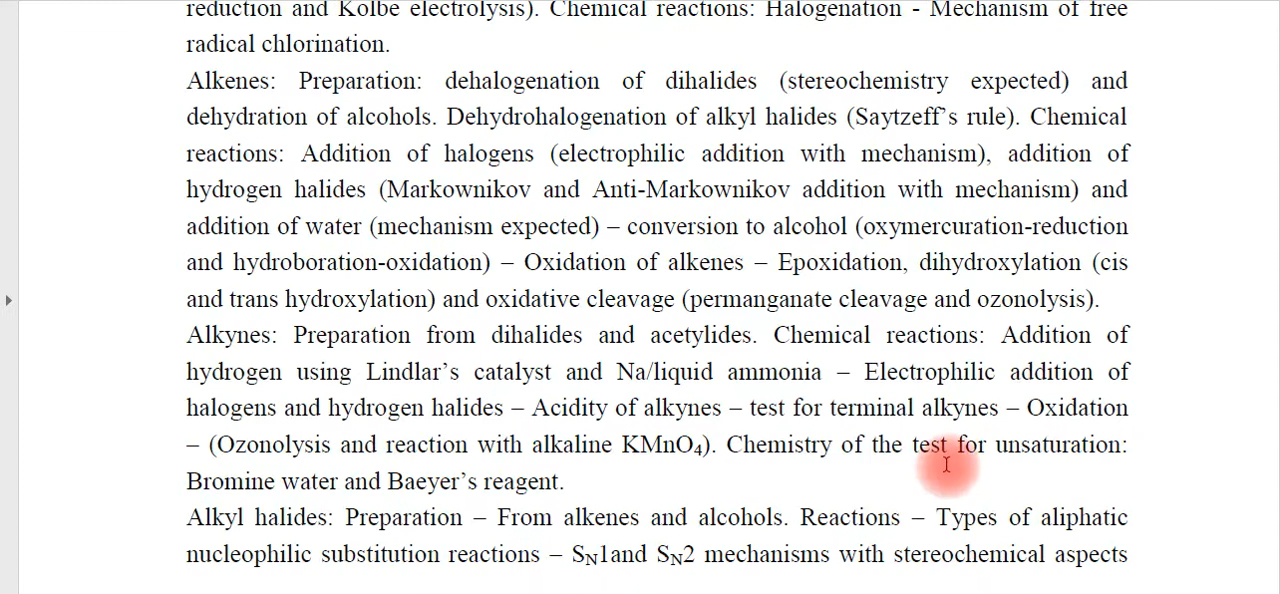 reduction and Kolbe electrolysis). Chemical reactions: Halogenation - Mechanism of free
radical chlorination.
Alkenes: Preparation: dehalogenation of dihalides (stereochemistry expected) and
dehydration of alcohols. Dehydrohalogenation of alkyl halides (Saytzeff’s rule). Chemical
reactions: Addition of halogens (electrophilic addition with mechanism), addition of
hydrogen halides (Markownikov and Anti-Markownikov addition with mechanism) and
addition of water (mechanism expected) – conversion to alcohol (oxymercuration-reduction
and hydroboration-oxidation) – Oxidation of alkenes – Epoxidation, dihydroxylation (cis
and trans hydroxylation) and oxidative cleavage (permanganate cleavage and ozonolysis).
Alkynes: Preparation from dihalides and acetylides. Chemical reactions: Addition of
hydrogen using Lindlar’s catalyst and Na/liquid ammonia – Electrophilic addition of
halogens and hydrogen halides – Acidity of alkynes – test for terminal alkynes – Oxidation
– (Ozonolysis and reaction with alkaline KMnO₄). Chemistry of the test for unsaturation:
Bromine water and Baeyer’s reagent.
Alkyl halides: Preparation – From alkenes and alcohols. Reactions – Types of aliphatic
nucleophilic substitution reactions – SN1and SN2 mechanisms with stereochemical aspects